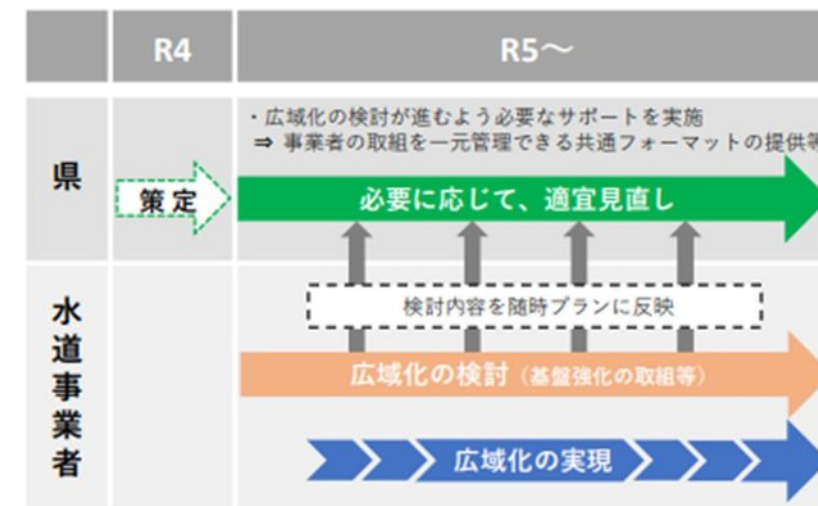 R4
R5～
県
・広域化の検討が進むよう必要なサポートを実施
⇒ 事業者の取組を一元管理できる共通フォーマットの提供等
策定
必要に応じて、適宜見直し
水道事業者
検討内容を随時プランに反映
広域化の検討（基盤強化の取組等）
広域化の実現